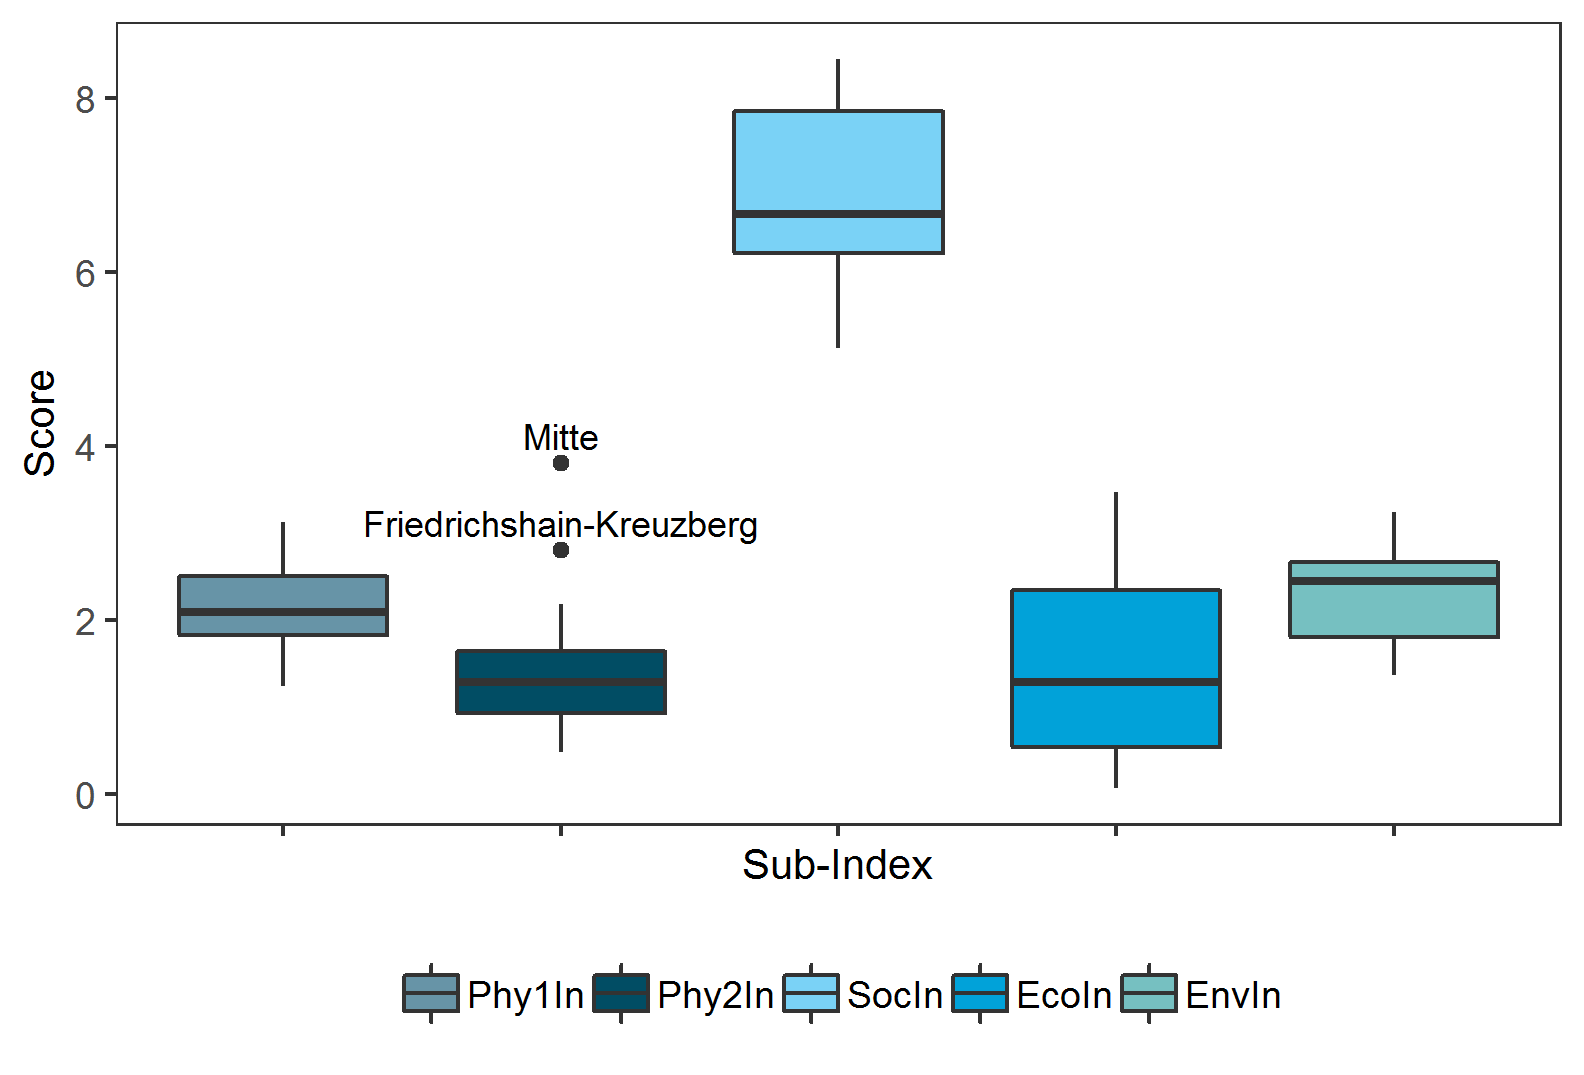 Score
8
6
4
2
0
Mitte
Friedrichshain-Kreuzberg
Sub-Index
Phy1In Phy2In SocIn EcoIn EnvIn